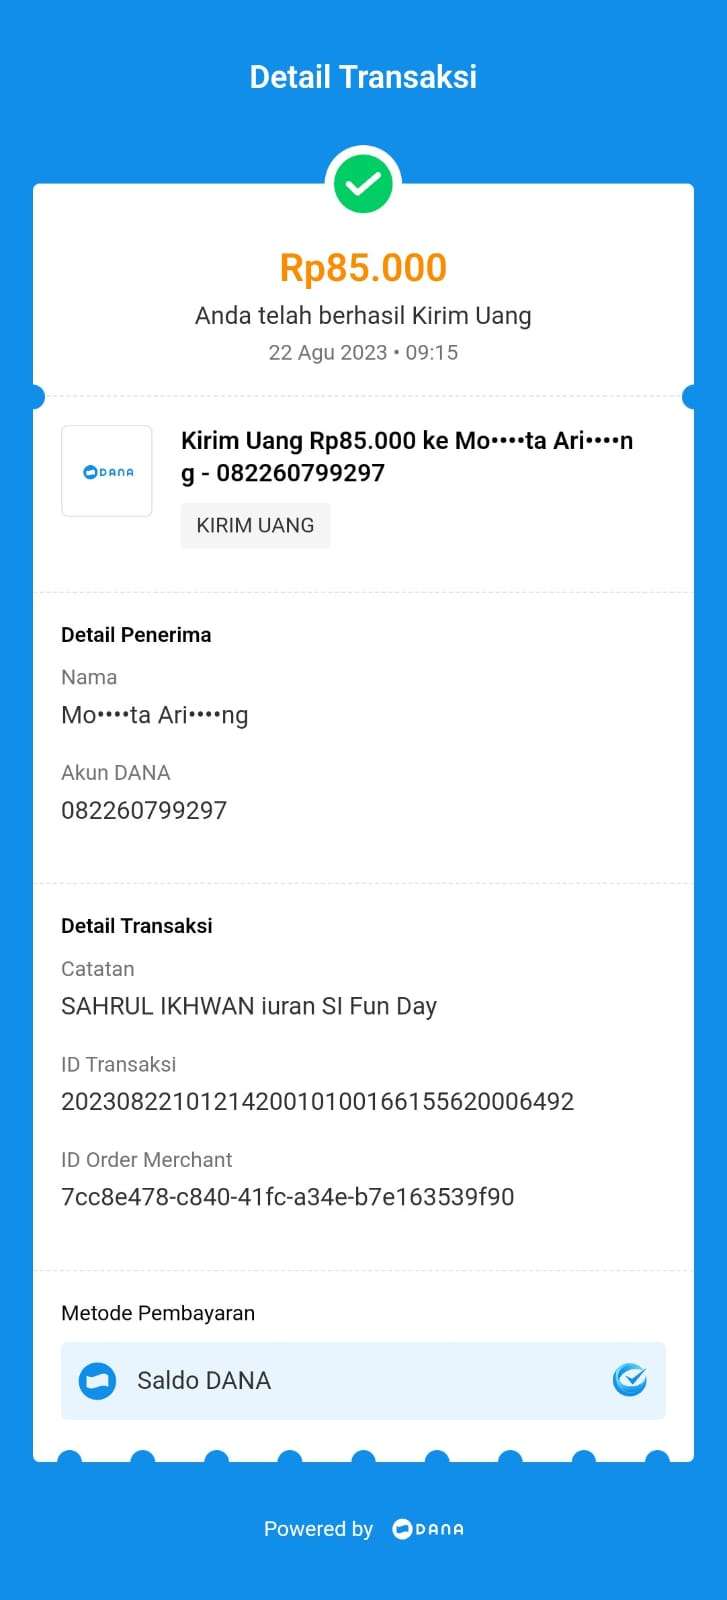 Detail Transaksi
Rp85.000
Anda telah berhasil Kirim Uang
22 Agu 2023 • 09:15
DANA
Kirim Uang Rp85.000 ke Mo••••ta Ari••••n
g - 082260799297
KIRIM UANG
Detail Penerima
Nama
Mo••••ta Ari••••ng
Akun DANA
082260799297
Detail Transaksi
Catatan
SAHRUL IKHWAN iuran SI Fun Day
ID Transaksi
2023082210121420010100166155620006492
ID Order Merchant
7cc8e478-c840-41fc-a34e-b7e163539f90
Metode Pembayaran
Saldo DANA
Powered by DANA